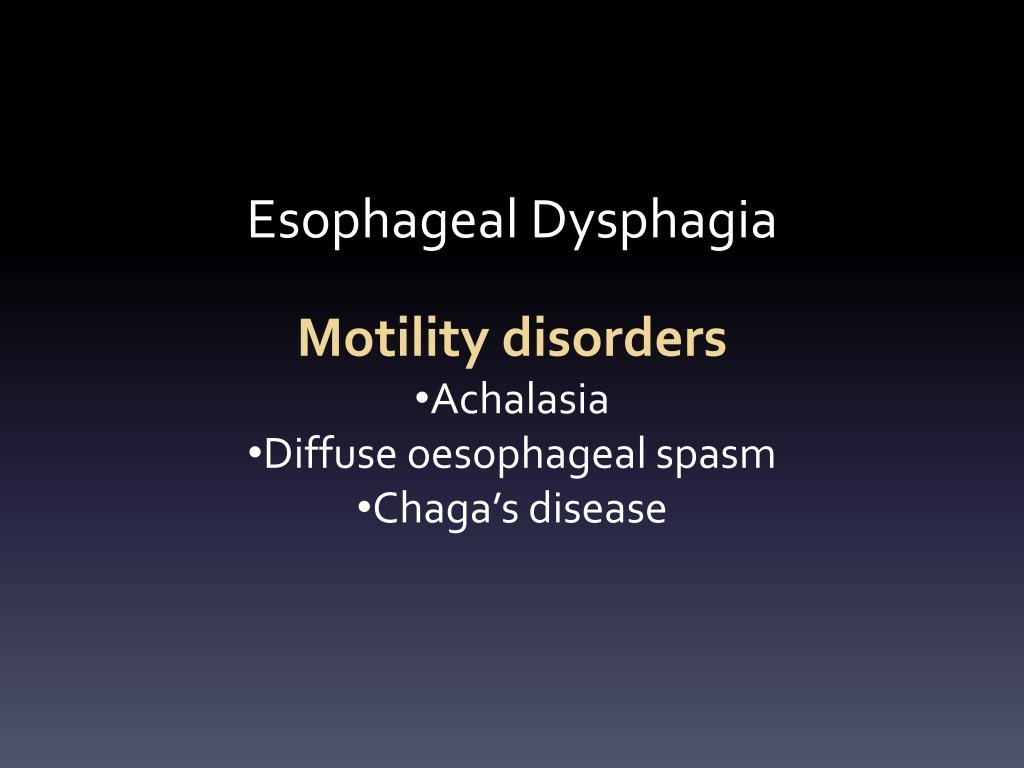 Esophageal Dysphagia
Motility disorders
•Achalasia
•Diffuse oesophageal spasm
•Chaga’s disease